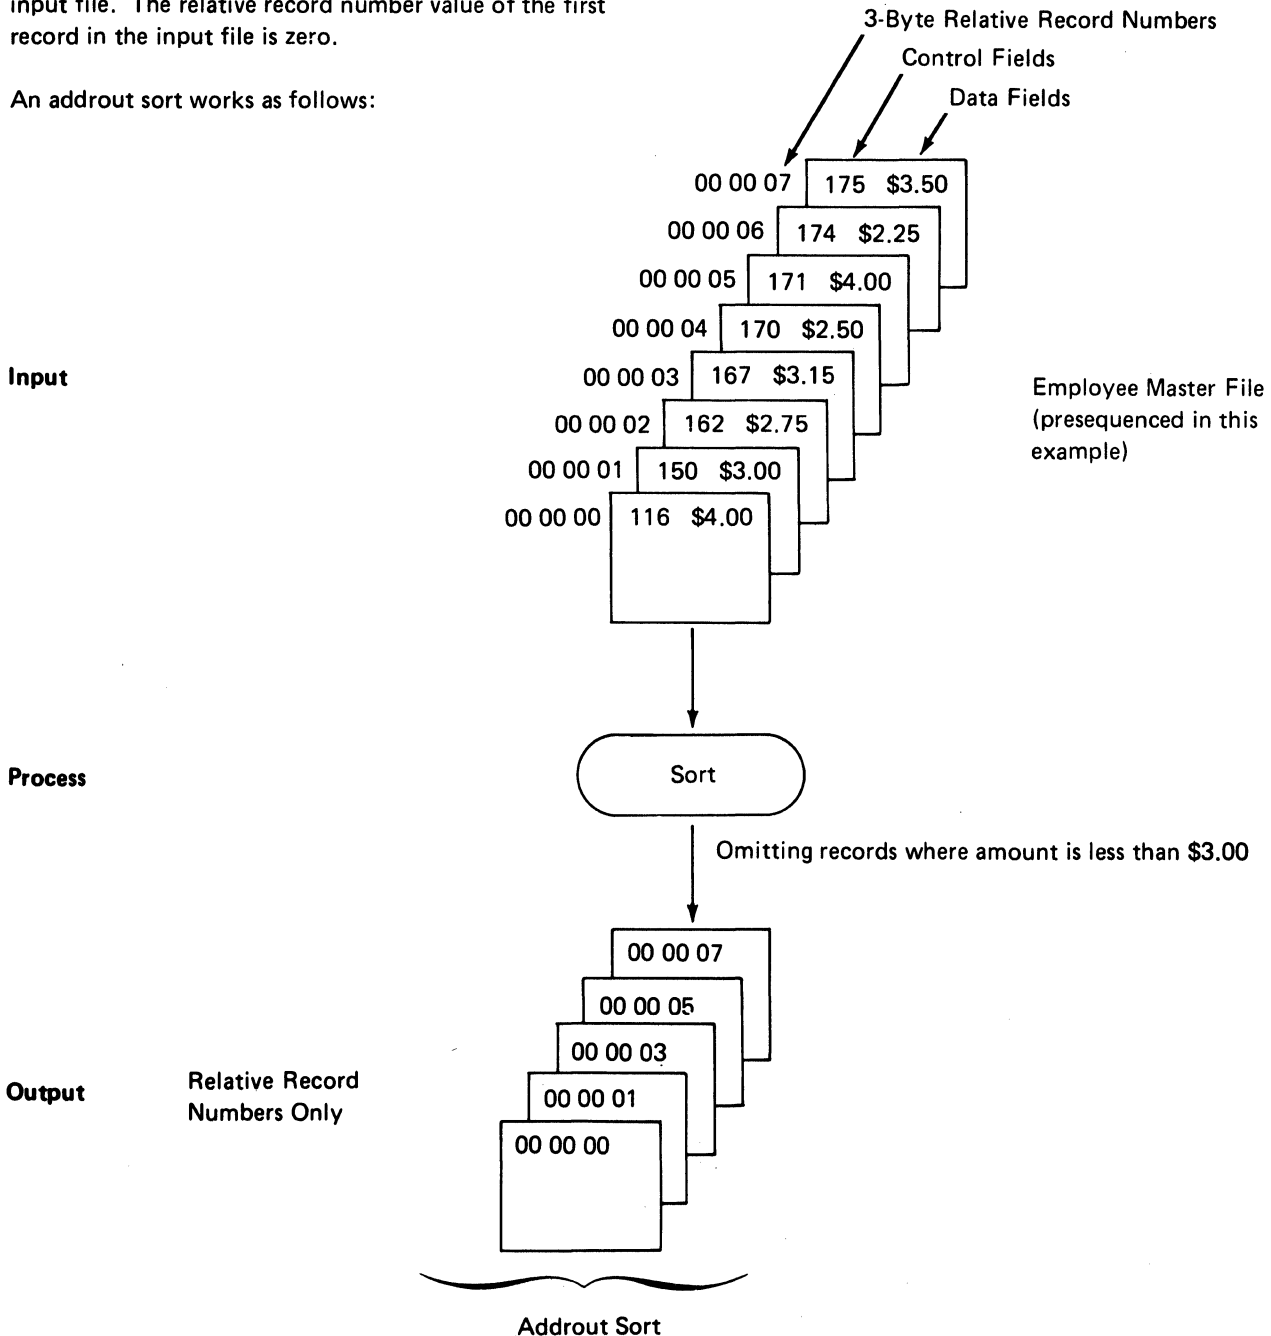 input file. The relative record number value of the first
record in the input file is zero.
An addrout sort works as follows:
3-Byte Relative Record Numbers
Control Fields
Data Fields
00 00 07 175 $3.50
00 00 06 174 $2.25
00 00 05 171 $4.00
00 00 04 170 $2.50
Input
00 00 03 167 $3.15
Employee Master File
(presequenced in this
example)
00 00 02 162 $2.75
00 00 01 150 $3.00
00 00 00 116 $4.00
Process
Sort
Omitting records where amount is less than $3.00
00 00 07
00 00 05
00 00 03
Output
Relative Record
Numbers Only
00 00 01
00 00 00
Addrout Sort